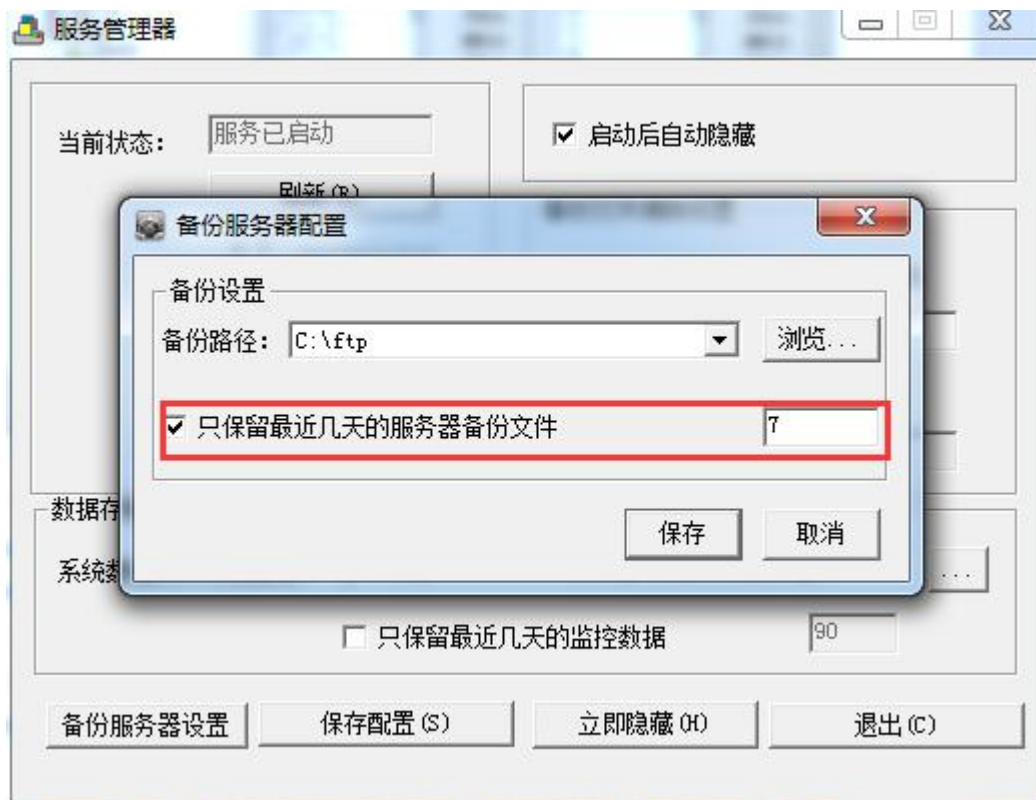 服务管理器
当前状态： 服务已启动
启动后自动隐藏
刷新(R)
备份服务器配置
备份设置
备份路径： C:\ftp 浏览...
只保留最近几天的服务器备份文件 7
保存 取消
数据存
系统数 ...
只保留最近几天的监控数据 90
备份服务器设置 保存配置(S) 立即隐藏(H) 退出(C)